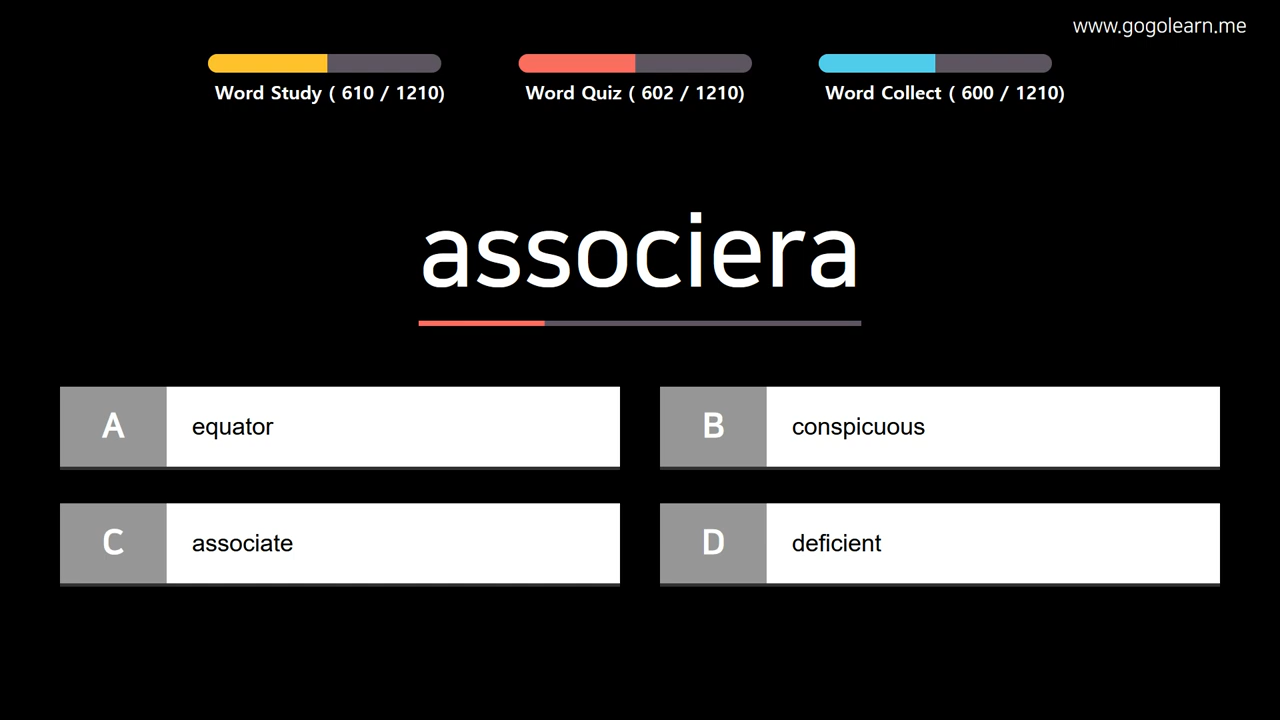 www.gogolearn.me
Word Study ( 610 / 1210)
Word Quiz ( 602 / 1210)
Word Collect ( 600 / 1210)
associera
A equator
B conspicuous
C associate
D deficient